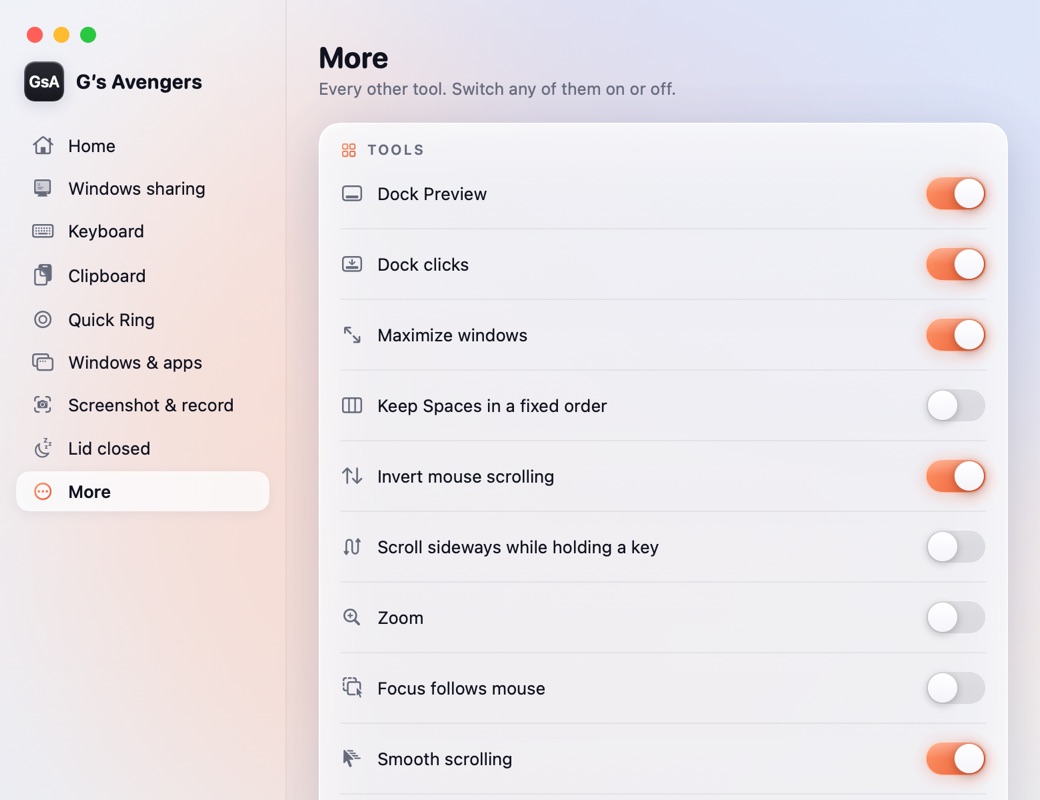 GsA
G's Avengers
Home
Windows sharing
Keyboard
Clipboard
Quick Ring
Windows & apps
Screenshot & record
Lid closed
More
More
Every other tool. Switch any of them on or off.
TOOLS
Dock Preview
Dock clicks
Maximize windows
Keep Spaces in a fixed order
Invert mouse scrolling
Scroll sideways while holding a key
Zoom
Focus follows mouse
Smooth scrolling